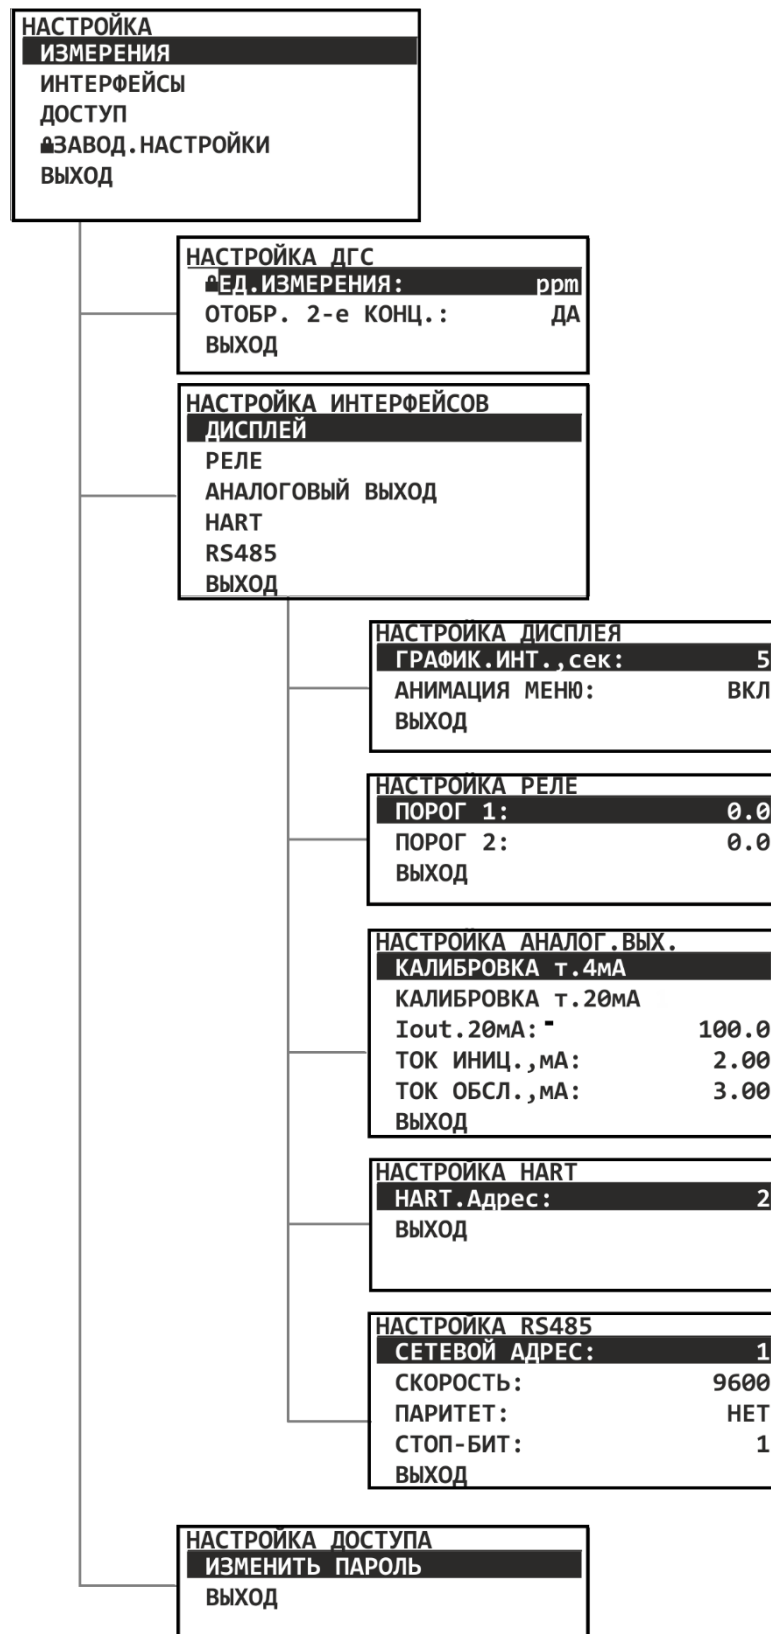 НАСТРОЙКА
ИЗМЕРЕНИЯ
ИНТЕРФЕЙСЫ
ДОСТУП
ЗАВОД.НАСТРОЙКИ
ВЫХОД
НАСТРОЙКА ДГС
ЕД.ИЗМЕРЕНИЯ: ppm
ОТОБР. 2-е КОНЦ.: ДА
ВЫХОД
НАСТРОЙКА ИНТЕРФЕЙСОВ
ДИСПЛЕЙ
РЕЛЕ
АНАЛОГОВЫЙ ВЫХОД
HART
RS485
ВЫХОД
НАСТРОЙКА ДИСПЛЕЯ
ГРАФИК.ИНТ.,сек: 5
АНИМАЦИЯ МЕНЮ: ВКЛ
ВЫХОД
НАСТРОЙКА РЕЛЕ
ПОРОГ 1: 0.0
ПОРОГ 2: 0.0
ВЫХОД
НАСТРОЙКА АНАЛОГ.ВЫХ.
КАЛИБРОВКА т.4мА
КАЛИБРОВКА т.20мА
Iout.20мА:- 100.0
ТОК ИНИЦ.,мА: 2.00
ТОК ОБСЛ.,мА: 3.00
ВЫХОД
НАСТРОЙКА HART
HART.Адрес: 2
ВЫХОД
НАСТРОЙКА RS485
СЕТЕВОЙ АДРЕС: 1
СКОРОСТЬ: 9600
ПАРИТЕТ: НЕТ
СТОП-БИТ: 1
ВЫХОД
НАСТРОЙКА ДОСТУПА
ИЗМЕНИТЬ ПАРОЛЬ
ВЫХОД